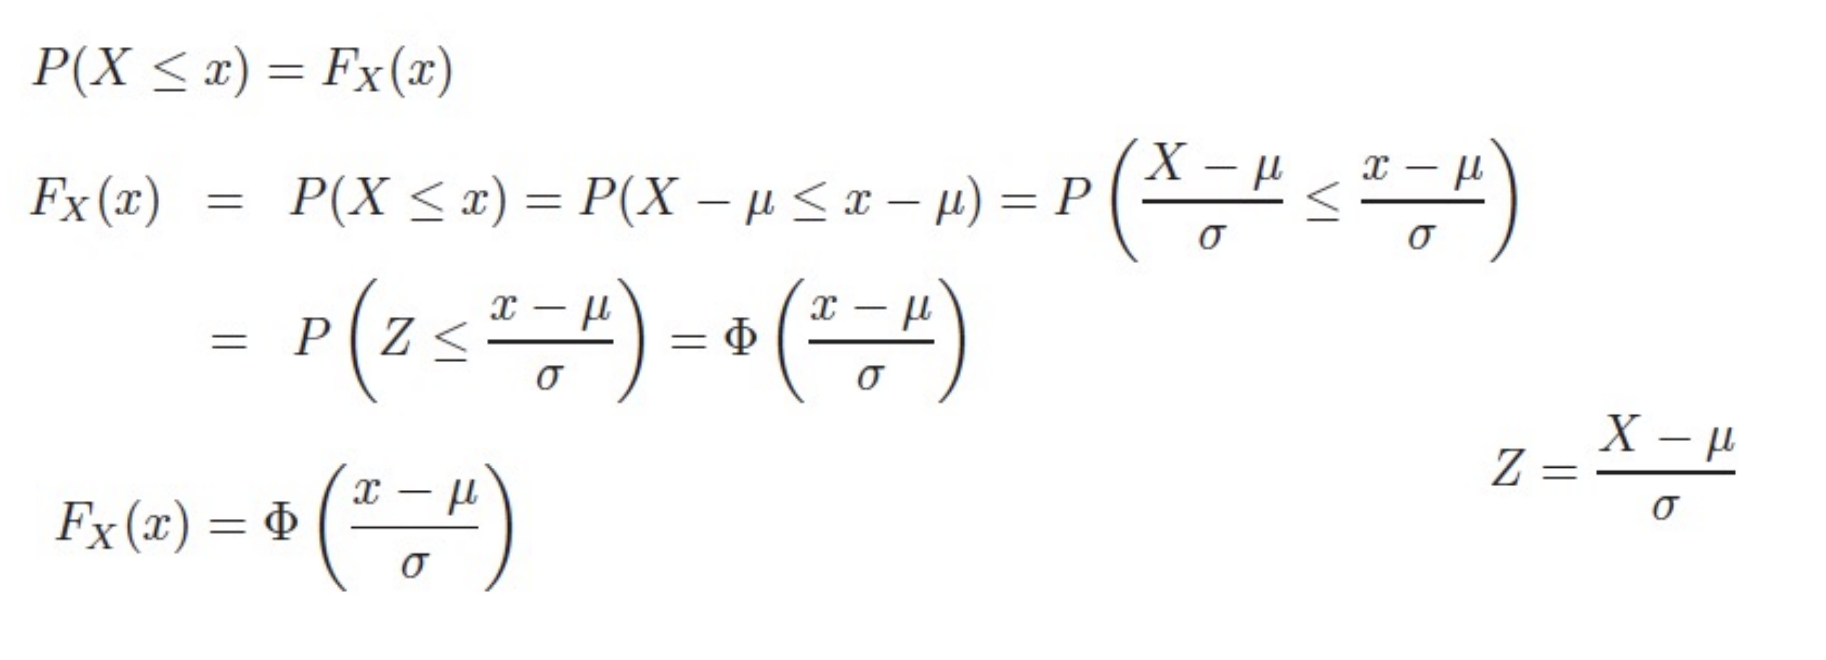 P(X ≤ x) = F_X(x)
F_X(x) = P(X ≤ x) = P(X − μ ≤ x − μ) = P((X − μ)/σ ≤ (x − μ)/σ)
= P(Z ≤ (x − μ)/σ) = Φ((x − μ)/σ)
Z = (X − μ)/σ
F_X(x) = Φ((x − μ)/σ)